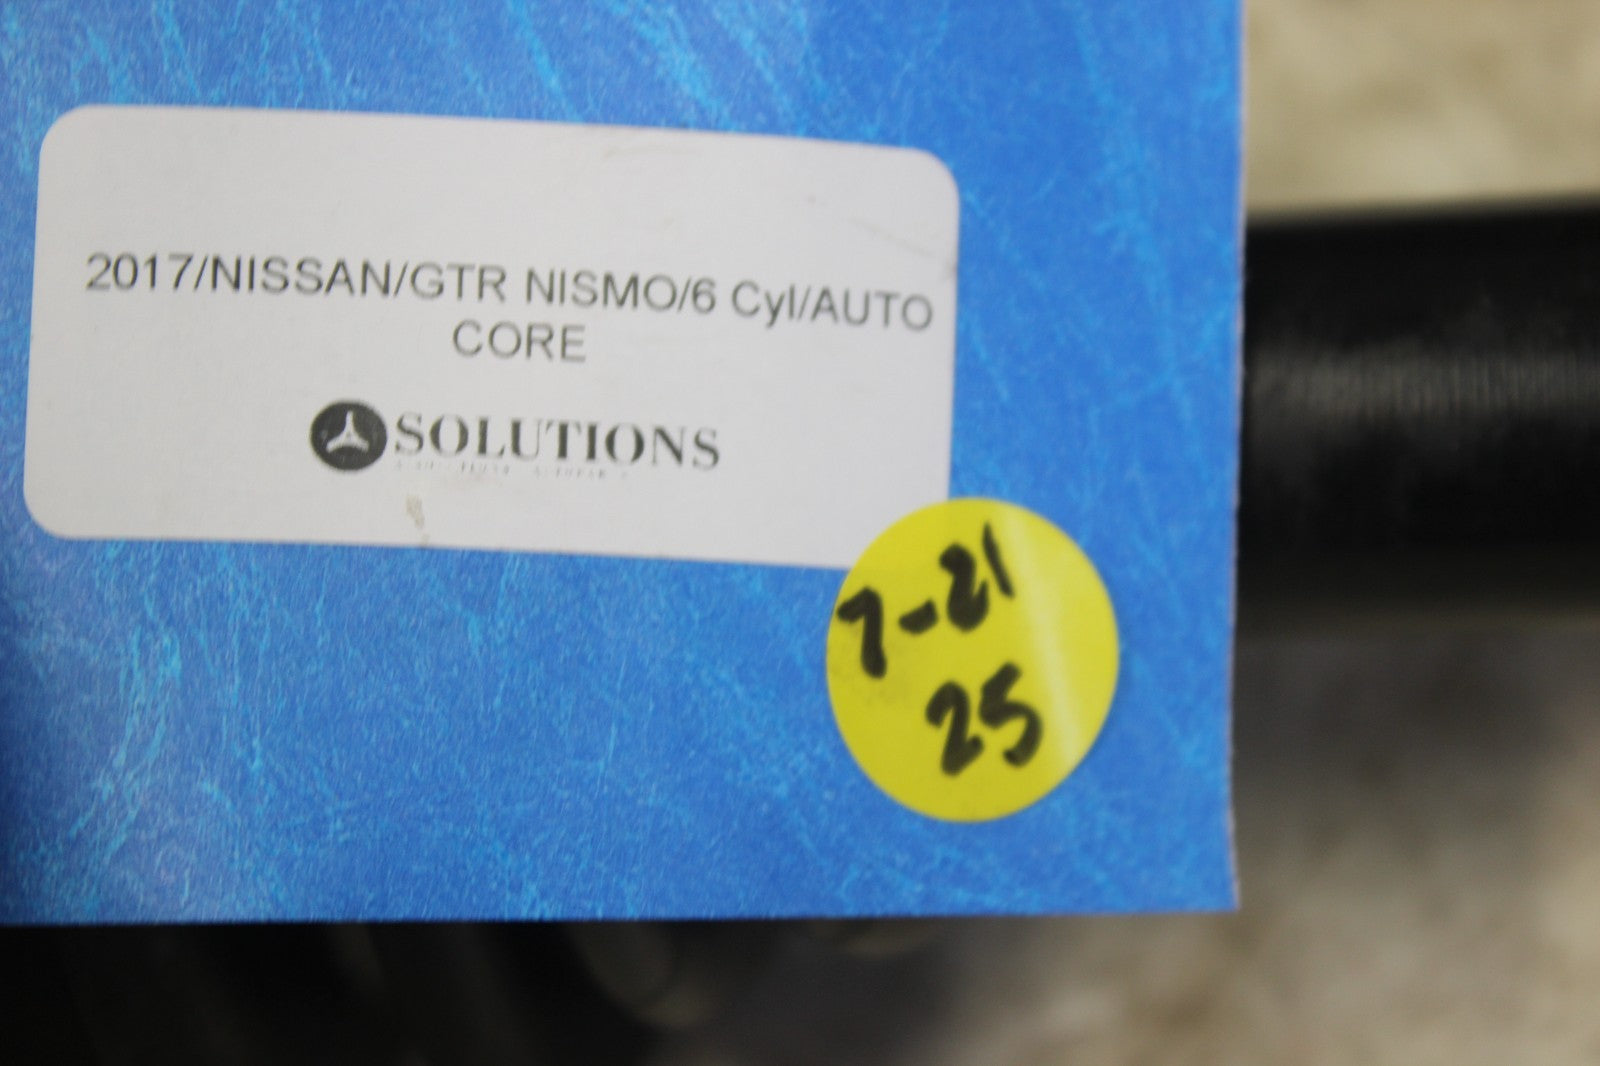 2017/NISSAN/GTR NISMO/6 Cyl/AUTO
CORE
SOLUTIONS
7-21
25